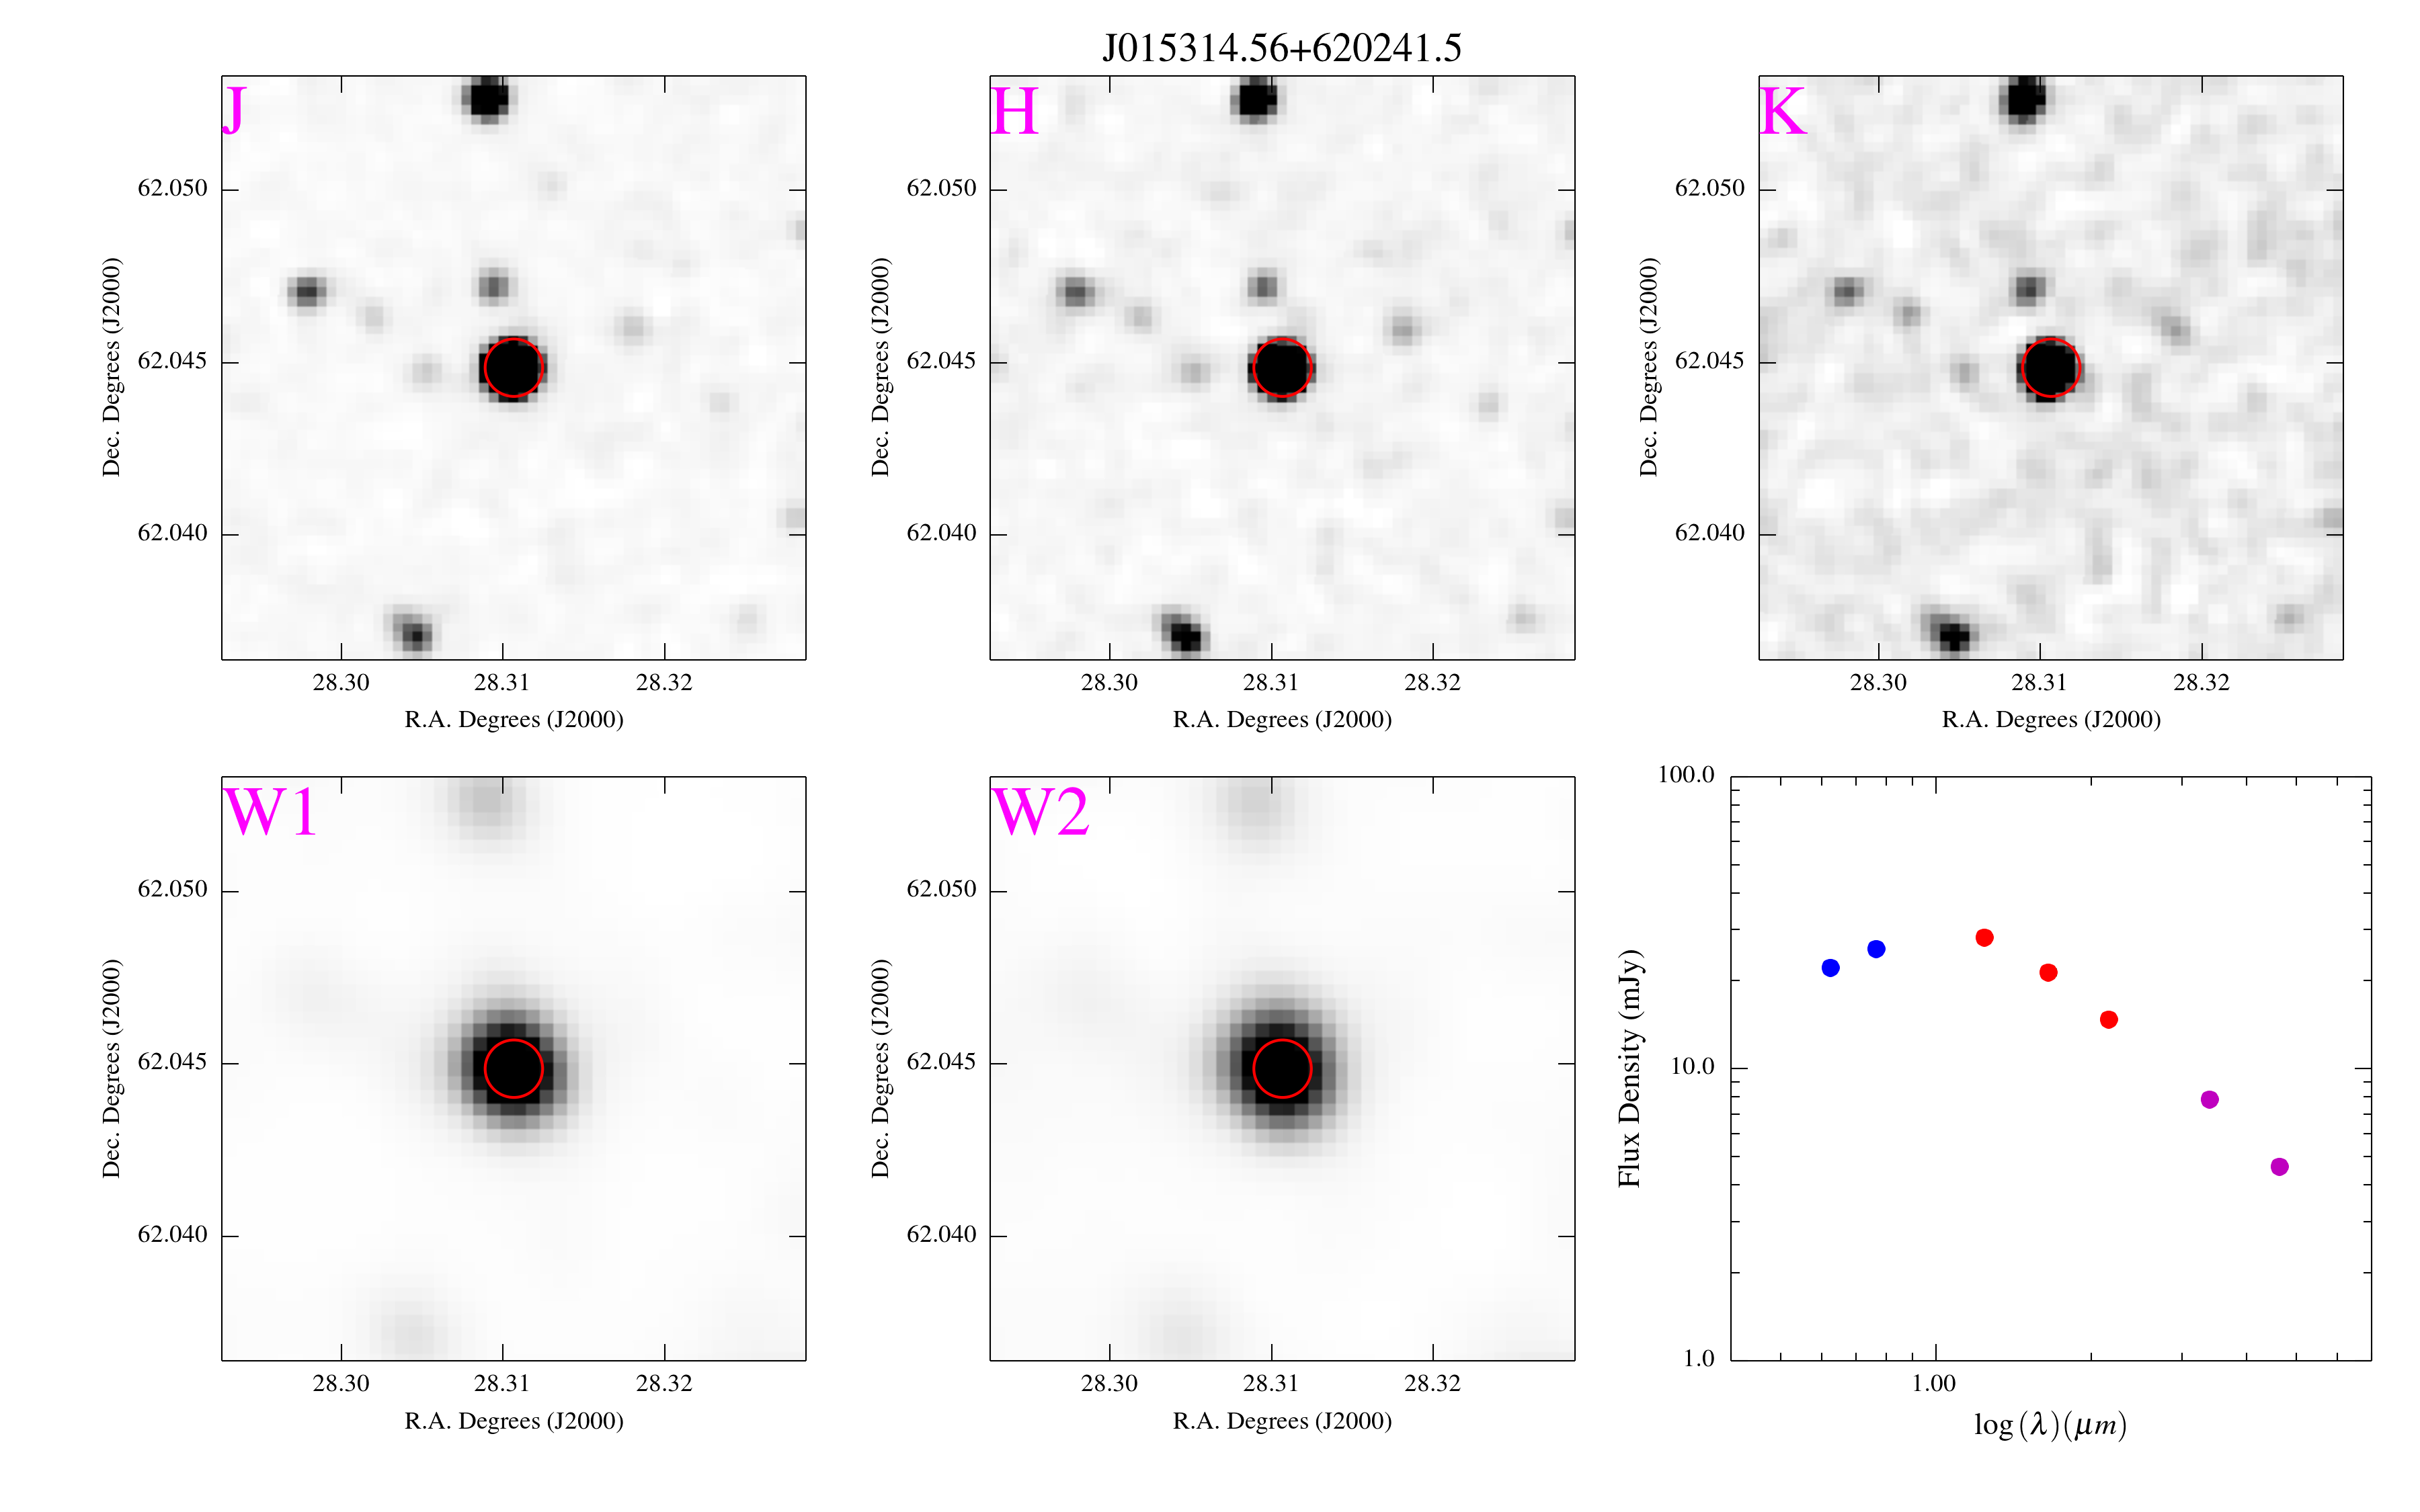 J015314.56+620241.5
J
H
K
62.050
62.045
62.040
Dec. Degrees (J2000)
28.30 28.31 28.32
R.A. Degrees (J2000)
62.050
62.045
62.040
Dec. Degrees (J2000)
28.30 28.31 28.32
R.A. Degrees (J2000)
62.050
62.045
62.040
Dec. Degrees (J2000)
28.30 28.31 28.32
R.A. Degrees (J2000)
W1
62.050
62.045
62.040
Dec. Degrees (J2000)
28.30 28.31 28.32
R.A. Degrees (J2000)
W2
62.050
62.045
62.040
Dec. Degrees (J2000)
28.30 28.31 28.32
R.A. Degrees (J2000)
100.0
10.0
1.0
Flux Density (mJy)
1.00
log (λ)(μm)